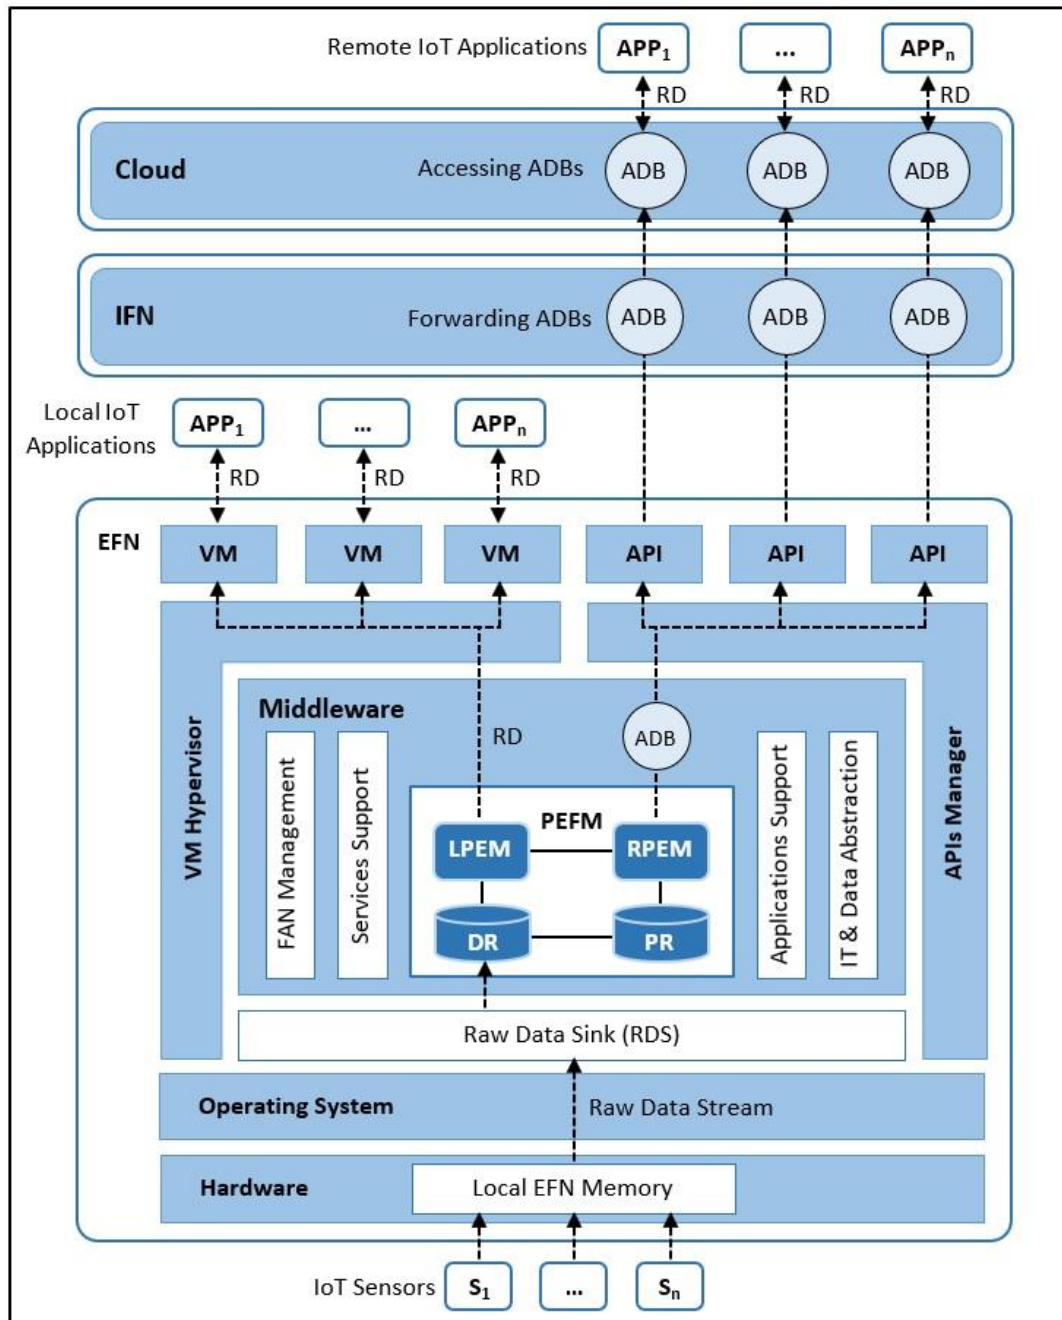 Remote IoT Applications
APP1
...
APPn
RD
RD
RD
Cloud
Accessing ADBs
ADB
ADB
ADB
IFN
Forwarding ADBs
ADB
ADB
ADB
Local IoT
Applications
APP1
...
APPn
RD
RD
RD
EFN
VM
VM
VM
API
API
API
VM Hypervisor
Middleware
FAN Management
Services Support
RD
ADB
PEFM
LPEM
RPEM
DR
PR
Applications Support
IT & Data Abstraction
APIs Manager
Raw Data Sink (RDS)
Operating System
Raw Data Stream
Hardware
Local EFN Memory
IoT Sensors
S1
...
Sn